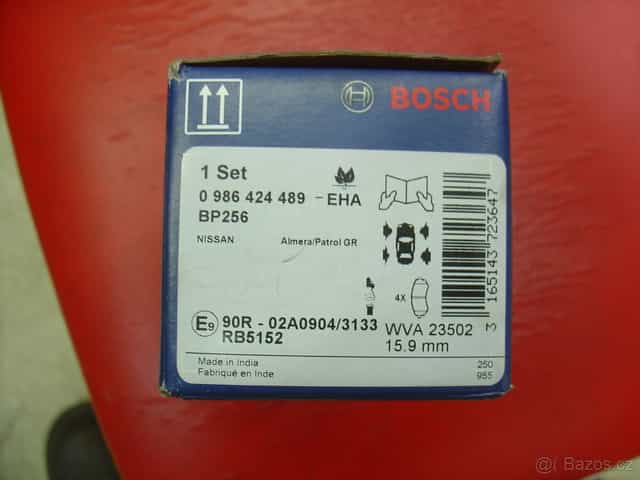 BOSCH
1 Set
0 986 424 489 -EHA
BP256
NISSAN Almera/Patrol GR
4X
E9 90R - 02A0904/3133
RB5152
WVA 23502
15.9 mm
Made in India
Fabriqué en Inde
250
955
3 165143 723647
@ Bazos.cz